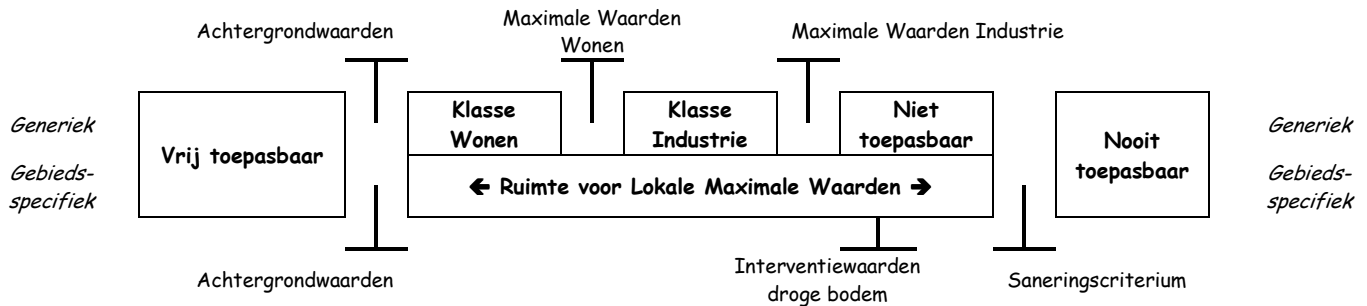 Achtergrondwaarden
Maximale Waarden
Wonen
Maximale Waarden Industrie
Generiek
Gebieds-
specifiek
Vrij toepasbaar
Klasse
Wonen
Klasse
Industrie
Niet
toepasbaar
← Ruimte voor Lokale Maximale Waarden →
Nooit
toepasbaar
Generiek
Gebieds-
specifiek
Achtergrondwaarden
Interventiewaarden
droge bodem
Saneringscriterium